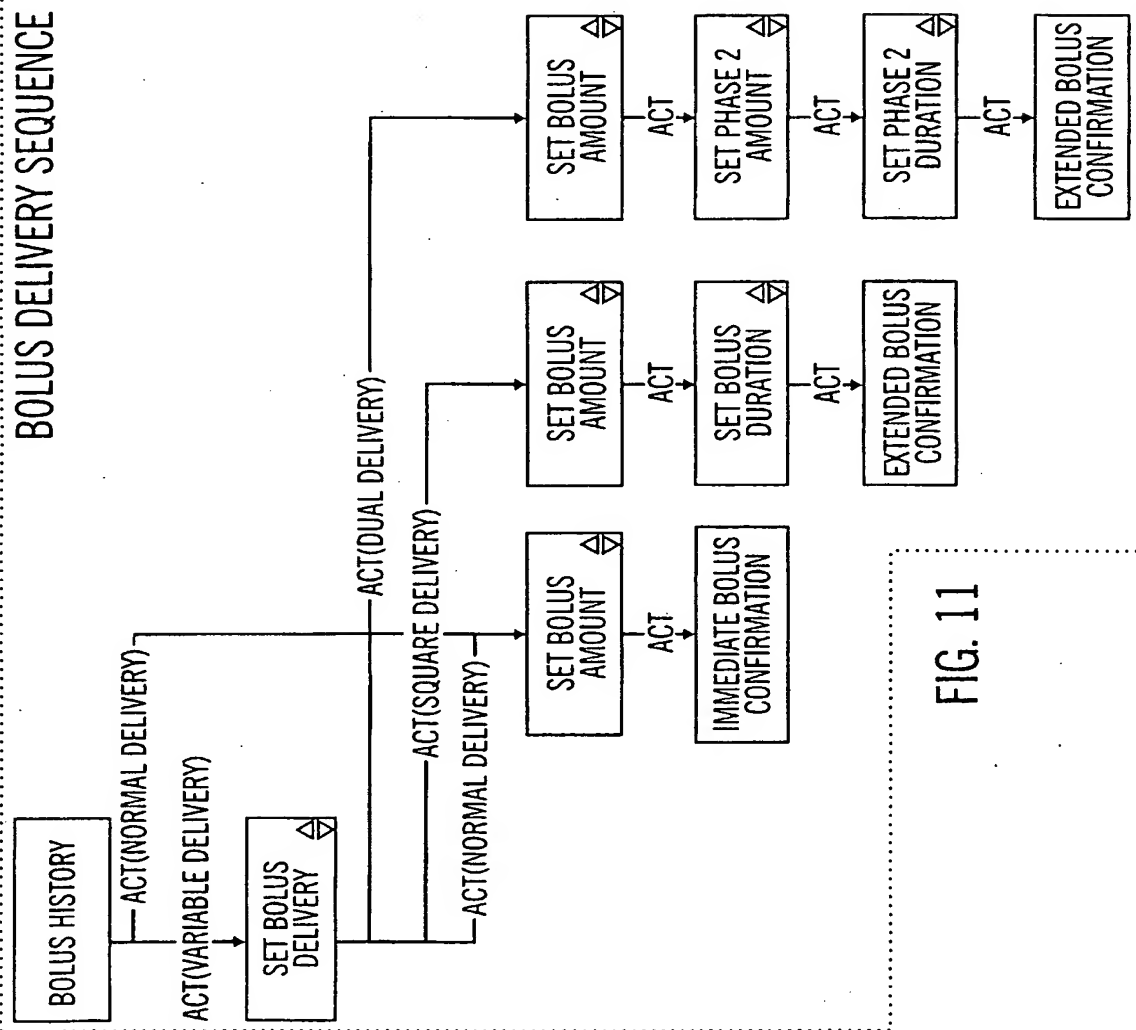 BOLUS DELIVERY SEQUENCE
BOLUS HISTORY
ACT(NORMAL DELIVERY)
ACT(VARIABLE DELIVERY)
SET BOLUS
DELIVERY
ACT(DUAL DELIVERY)
ACT(SQUARE DELIVERY)
ACT(NORMAL DELIVERY)
SET BOLUS
AMOUNT
ACT
IMMEDIATE BOLUS
CONFIRMATION
SET BOLUS
AMOUNT
ACT
SET BOLUS
DURATION
ACT
EXTENDED BOLUS
CONFIRMATION
SET BOLUS
AMOUNT
ACT
SET PHASE 2
AMOUNT
ACT
SET PHASE 2
DURATION
ACT
EXTENDED BOLUS
CONFIRMATION
FIG. 11